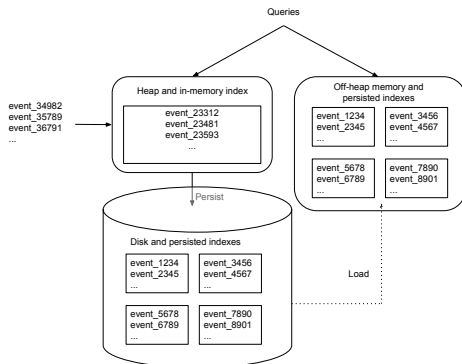 Queries
Heap and in-memory index
event_23312
event_23481
event_23593
...
Off-heap memory and
persisted indexes
event_1234
event_2345
...
event_3456
event_4567
...
event_5678
event_6789
...
event_7890
event_8901
...
event_34982
event_35789
event_36791
...
Persist
Disk and persisted indexes
event_1234
event_2345
...
event_3456
event_4567
...
event_5678
event_6789
...
event_7890
event_8901
...
Load